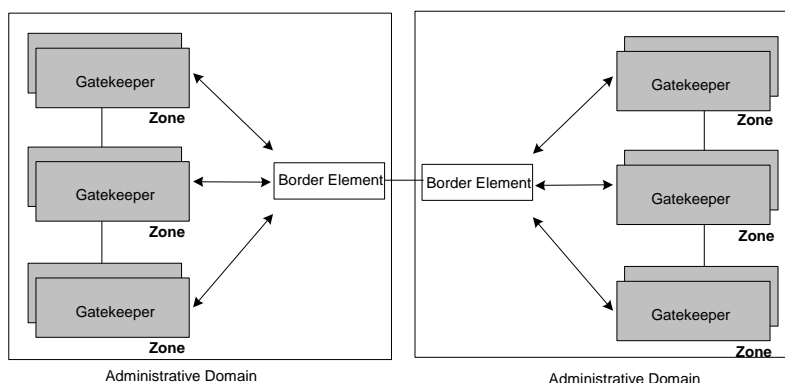 Gatekeeper
Zone
Gatekeeper
Zone
Gatekeeper
Zone
Border Element
Administrative Domain
Border Element
Gatekeeper
Zone
Gatekeeper
Zone
Gatekeeper
Zone
Administrative Domain